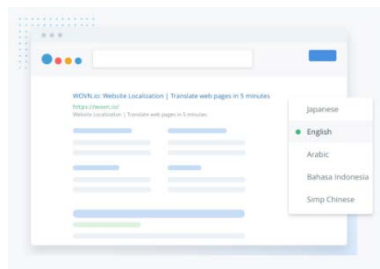 WOVN.io: Website Localization | Translate web pages in 5 minutes
https://wovn.io/
Website Localization | Translate web pages in 5 minutes
Japanese
English
Arabic
Bahasa Indonesia
Simp Chinese